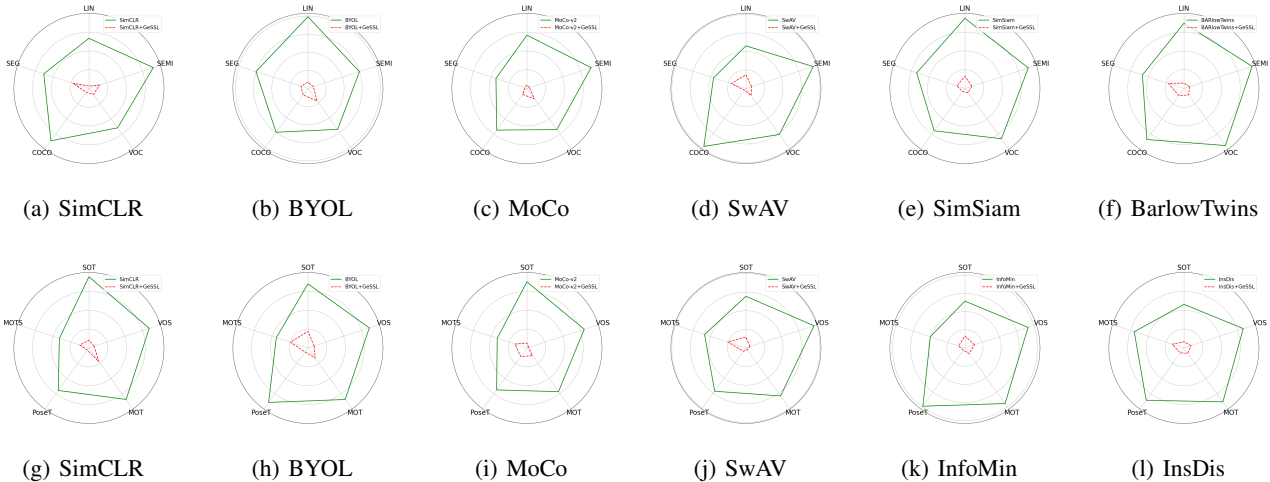 LIN
SimCLR
SimCLR+GeSSL
SEG
SEMI
COCO
VOC
(a) SimCLR
LIN
BYOL
BYOL+GeSSL
SEG
SEMI
COCO
VOC
(b) BYOL
LIN
MoCo-v2
MoCo-v2+GeSSL
SEG
SEMI
COCO
VOC
(c) MoCo
LIN
SwAV
SwAV+GeSSL
SEG
SEMI
COCO
VOC
(d) SwAV
LIN
SimSiam
SimSiam+GeSSL
SEG
SEMI
COCO
VOC
(e) SimSiam
LIN
BARlowTwins
BARlowTwins+GeSSL
SEG
SEMI
COCO
VOC
(f) BarlowTwins
SOT
SimCLR
SimCLR+GeSSL
MOTS
VOS
PoseT
MOT
(g) SimCLR
SOT
BYOL
BYOL+GeSSL
MOTS
VOS
PoseT
MOT
(h) BYOL
SOT
MoCo-v2
MoCo-v2+GeSSL
MOTS
VOS
PoseT
MOT
(i) MoCo
SOT
SwAV
SwAV+GeSSL
MOTS
VOS
PoseT
MOT
(j) SwAV
SOT
InfoMin
InfoMin+GeSSL
MOTS
VOS
PoseT
MOT
(k) InfoMin
SOT
InsDis
InsDis+GeSSL
MOTS
VOS
PoseT
MOT
(l) InsDis